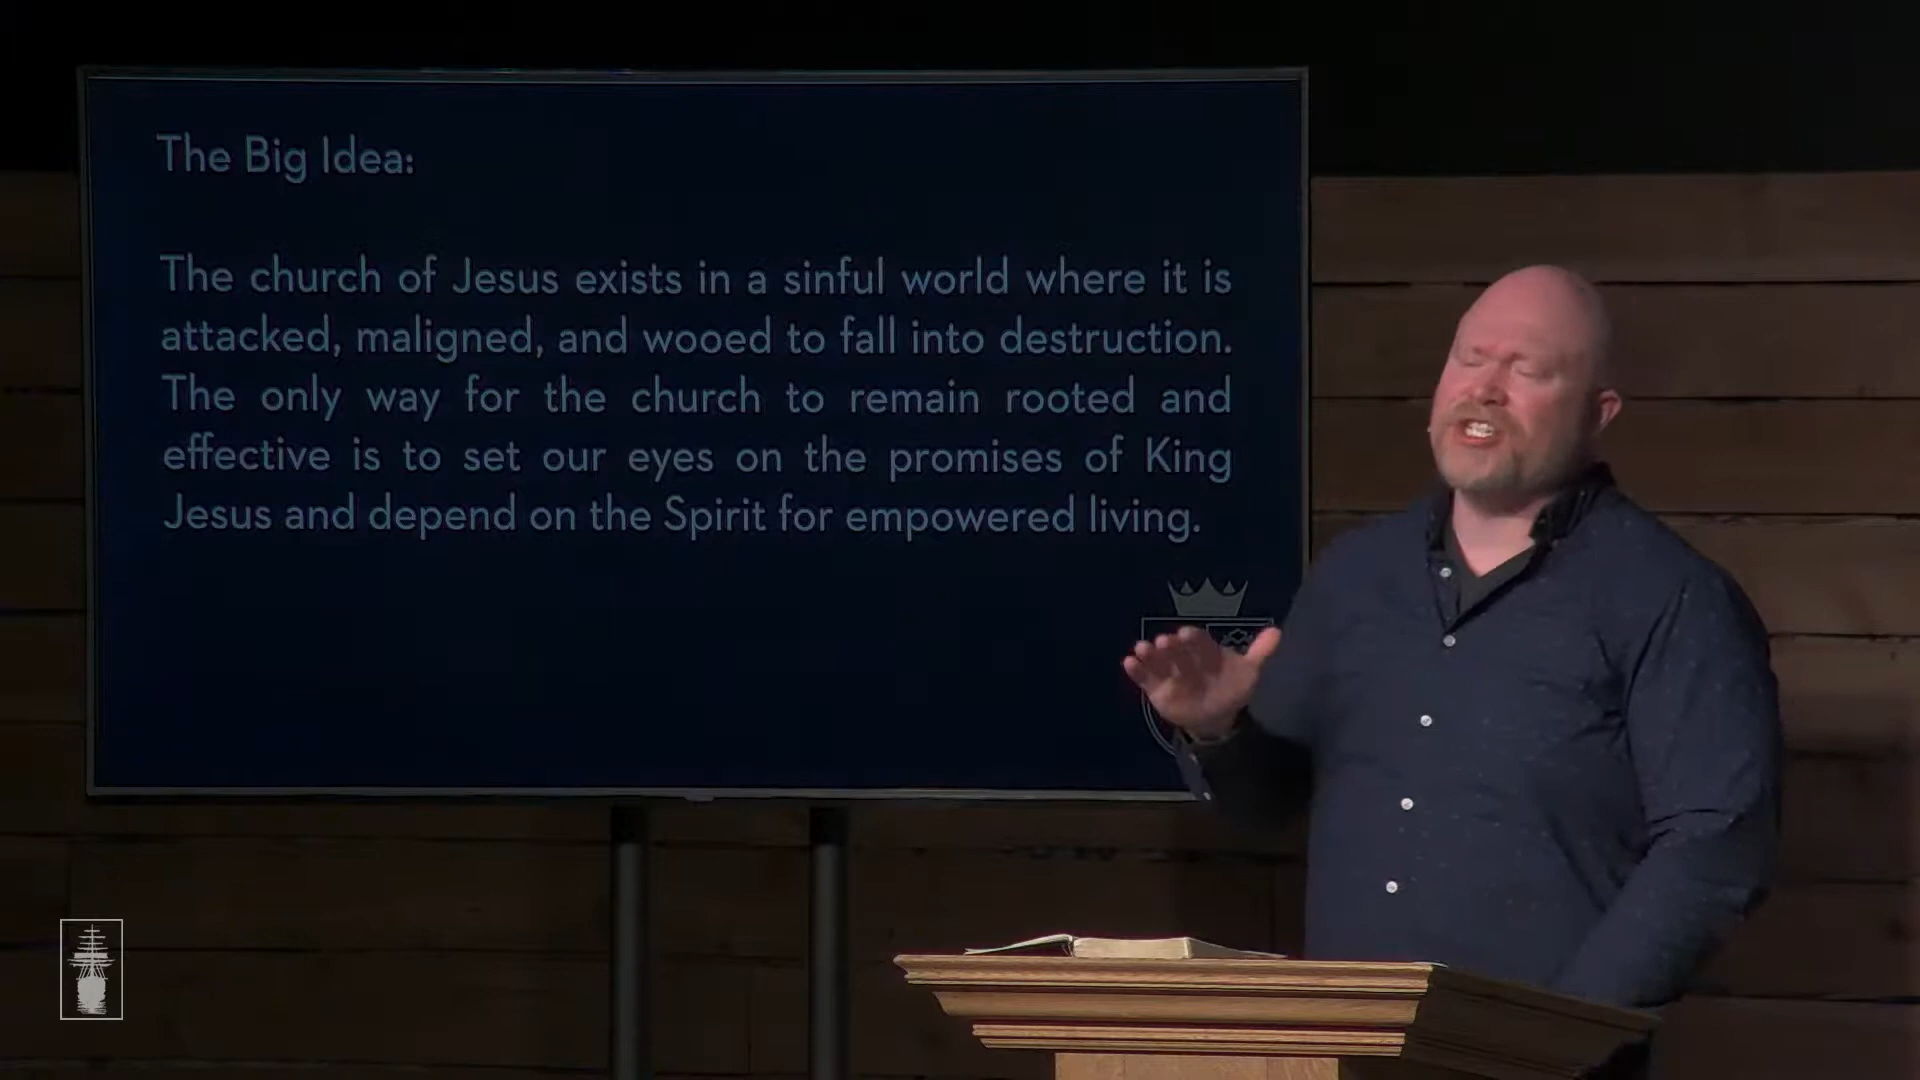 The Big Idea:
The church of Jesus exists in a sinful world where it is
attacked, maligned, and wooed to fall into destruction.
The only way for the church to remain rooted and
effective is to set our eyes on the promises of King
Jesus and depend on the Spirit for empowered living.